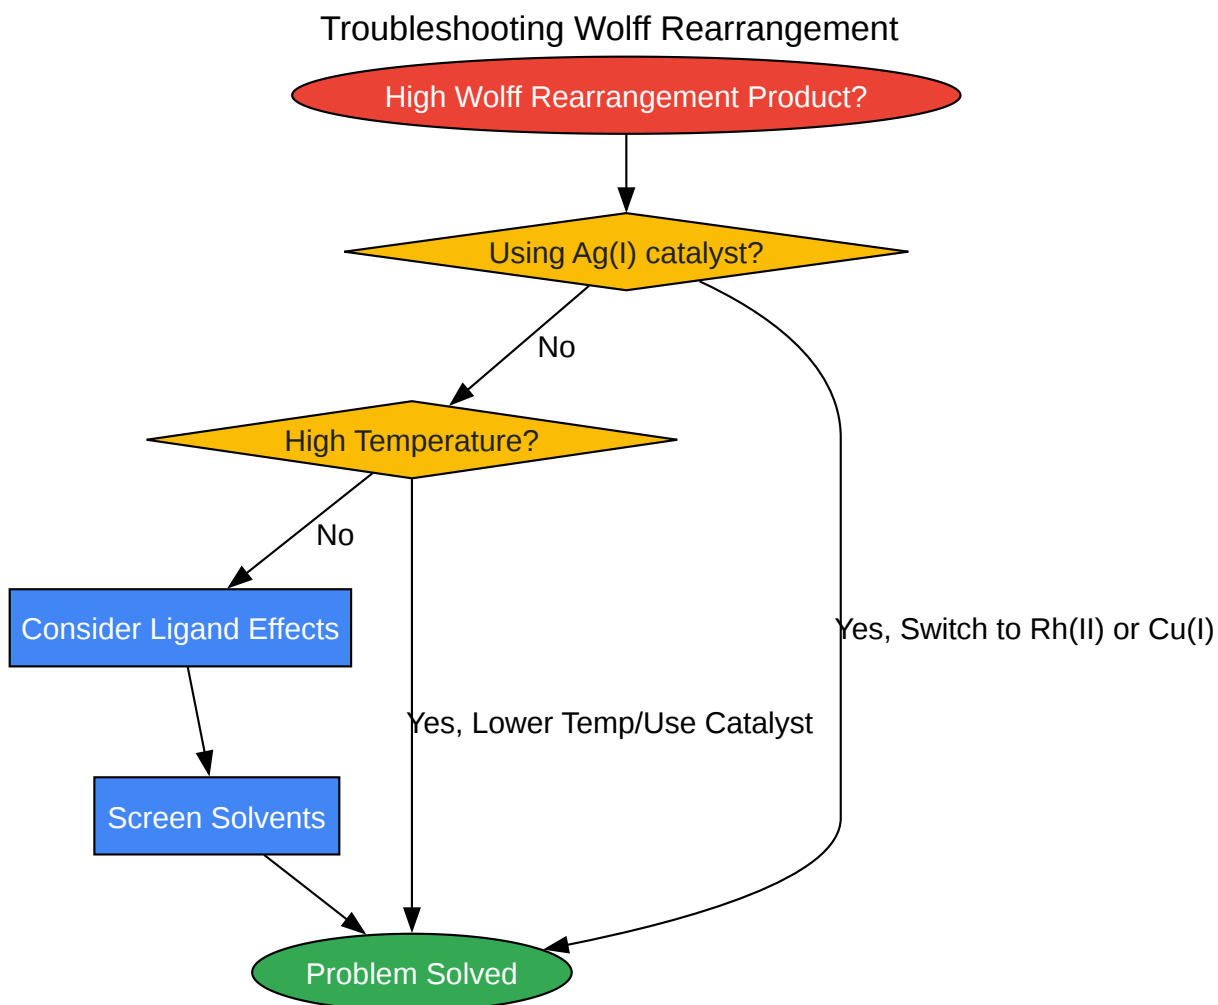 Troubleshooting Wolff Rearrangement
High Wolff Rearrangement Product?
Using Ag(I) catalyst?
No
High Temperature?
No
Consider Ligand Effects
Yes, Switch to Rh(II) or Cu(I)
Yes, Lower Temp/Use Catalyst
Screen Solvents
Problem Solved